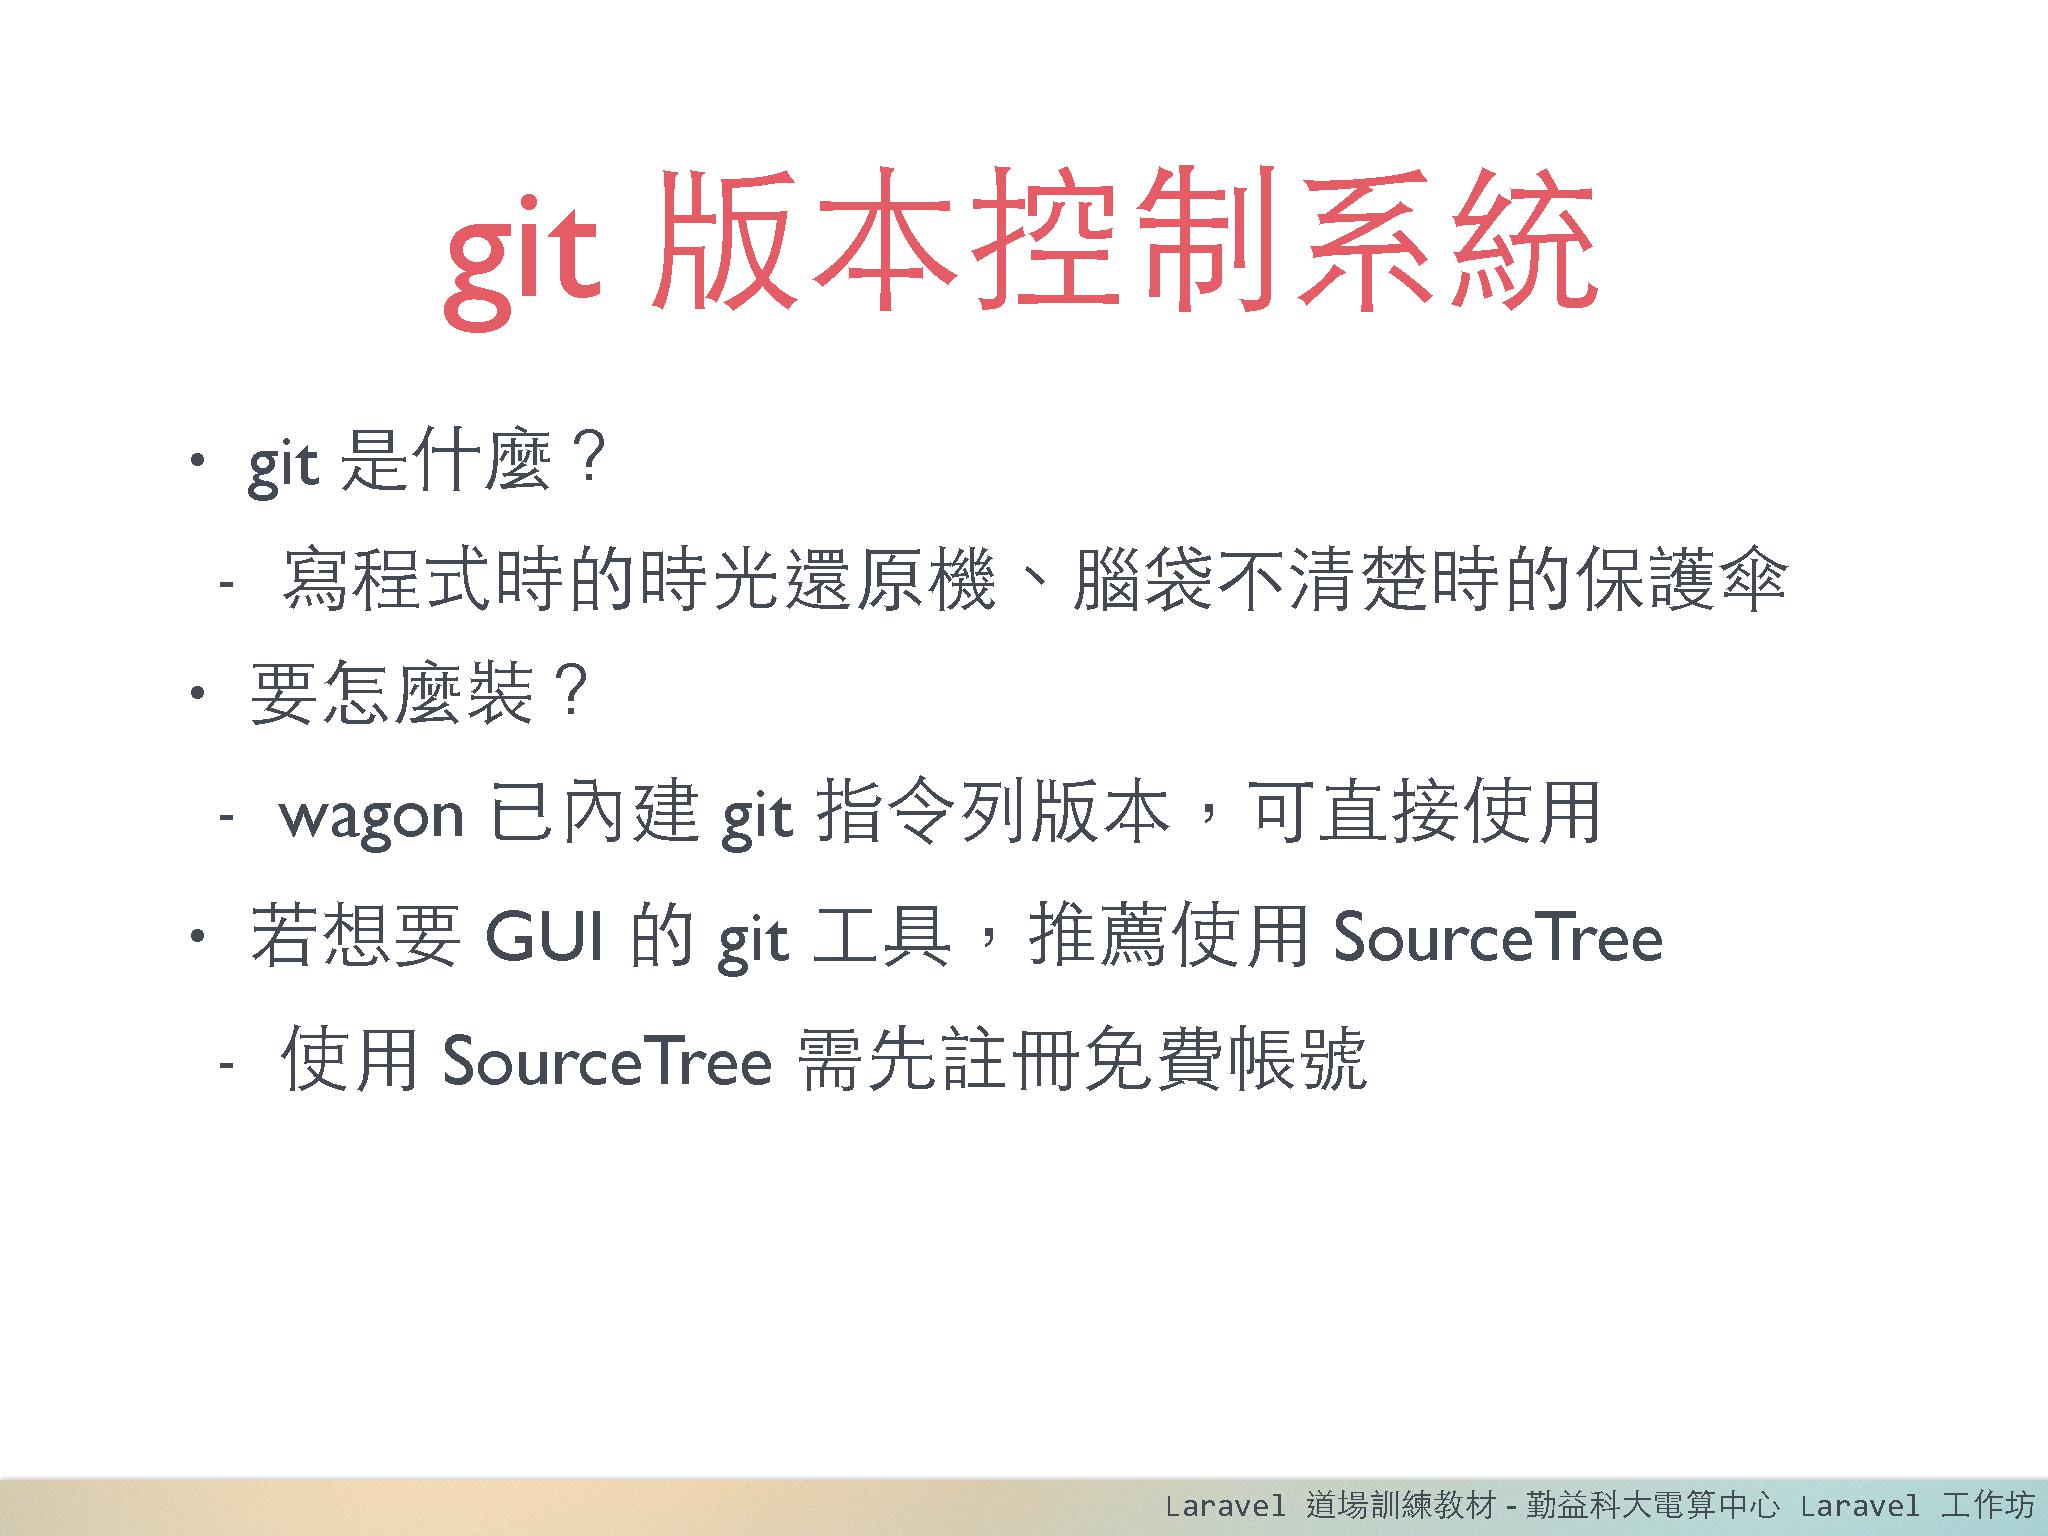 git 版本控制系統
• git 是什麼？
- 寫程式時的時光還原機、腦袋不清楚時的保護傘
• 要怎麼裝？
- wagon 已內建 git 指令列版本，可直接使用
• 若想要 GUI 的 git 工具，推薦使用 SourceTree
- 使用 SourceTree 需先註冊免費帳號
Laravel 道場訓練教材 - 勤益科大電算中心 Laravel 工作坊